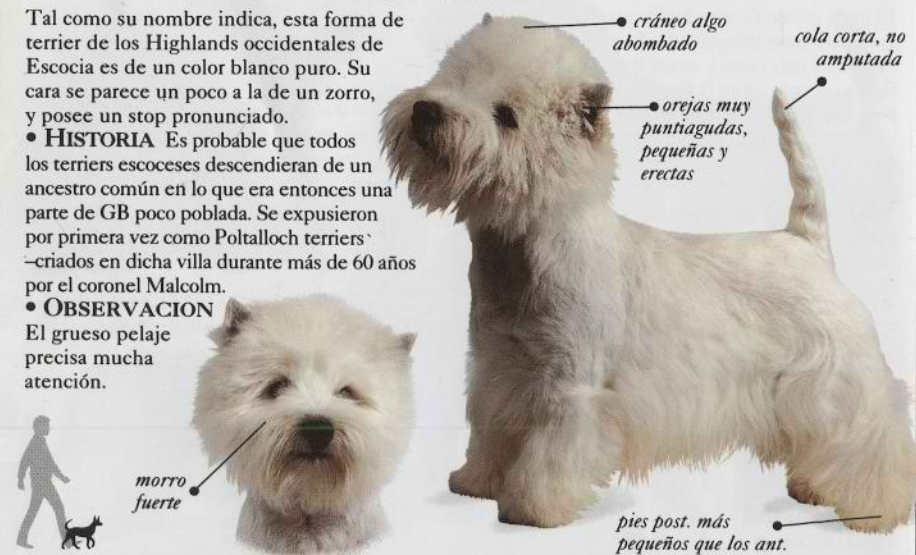 Tal como su nombre indica, esta forma de
terrier de los Highlands occidentales de
Escocia es de un color blanco puro. Su
cara se parece un poco a la de un zorro,
y posee un stop pronunciado.
• HISTORIA Es probable que todos
los terriers escoceses descendieran de un
ancestro común en lo que era entonces una
parte de GB poco poblada. Se expusieron
por primera vez como Poltalloch terriers
–criados en dicha villa durante más de 60 años
por el coronel Malcolm.
• OBSERVACION
El grueso pelaje
precisa mucha
atención.
cráneo algo
abombado
cola corta, no
amputada
orejas muy
puntiagudas,
pequeñas y
erectas
morro
fuerte
pies post. más
pequeños que los ant.